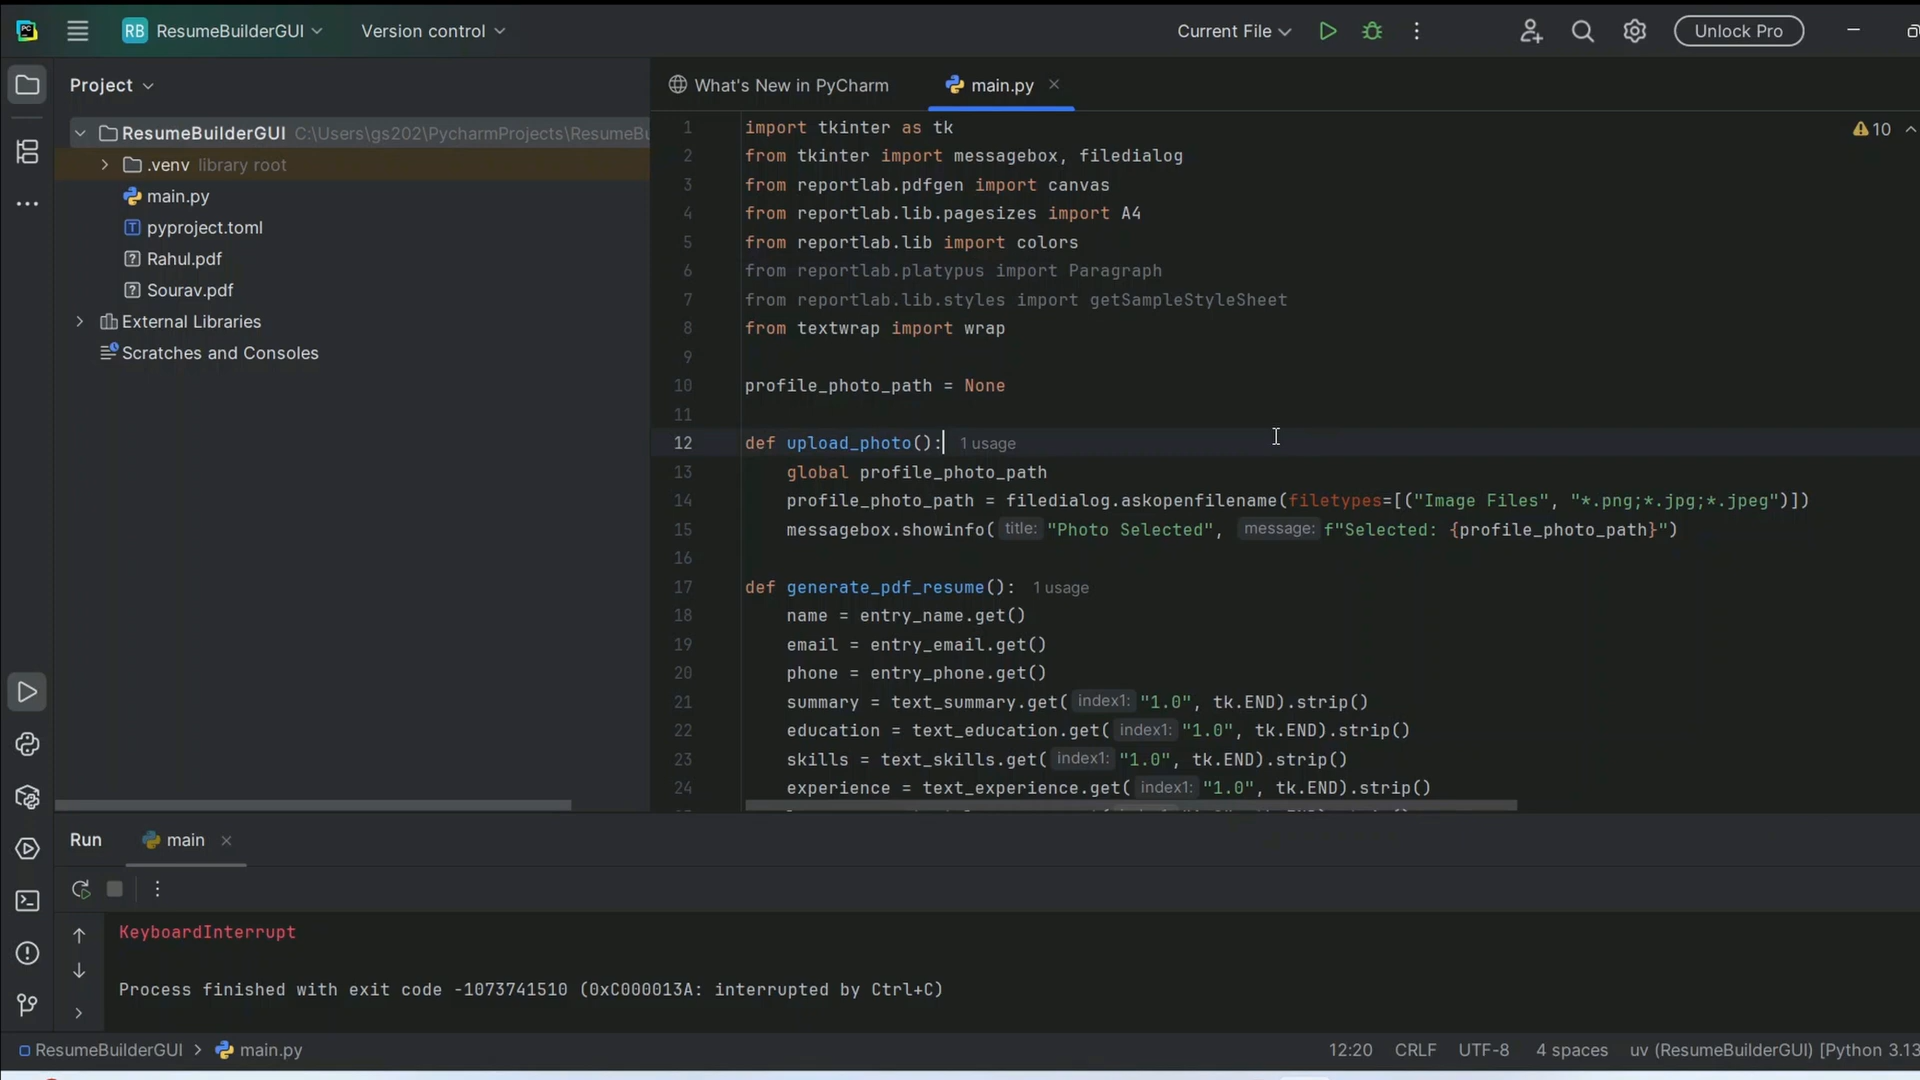 PC RB ResumeBuilderGUI Version control Current File Unlock Pro
Project
ResumeBuilderGUI C:\Users\gs202\PycharmProjects\ResumeBu
.venv library root
main.py
pyproject.toml
Rahul.pdf
Sourav.pdf
External Libraries
Scratches and Consoles
What's New in PyCharm main.py
10
1 import tkinter as tk
2 from tkinter import messagebox, filedialog
3 from reportlab.pdfgen import canvas
4 from reportlab.lib.pagesizes import A4
5 from reportlab.lib import colors
6 from reportlab.platypus import Paragraph
7 from reportlab.lib.styles import getSampleStyleSheet
8 from textwrap import wrap
9
10 profile_photo_path = None
11
12 def upload_photo(): 1 usage
13 global profile_photo_path
14 profile_photo_path = filedialog.askopenfilename(filetypes=[("Image Files", "*.png;*.jpg;*.jpeg")])
15 messagebox.showinfo( title: "Photo Selected", message: f"Selected: {profile_photo_path}")
16
17 def generate_pdf_resume(): 1 usage
18 name = entry_name.get()
19 email = entry_email.get()
20 phone = entry_phone.get()
21 summary = text_summary.get( index1: "1.0", tk.END).strip()
22 education = text_education.get( index1: "1.0", tk.END).strip()
23 skills = text_skills.get( index1: "1.0", tk.END).strip()
24 experience = text_experience.get( index1: "1.0", tk.END).strip()
Run main
KeyboardInterrupt
Process finished with exit code -1073741510 (0xC000013A: interrupted by Ctrl+C)
ResumeBuilderGUI > main.py 12:20 CRLF UTF-8 4 spaces uv (ResumeBuilderGUI) [Python 3.13